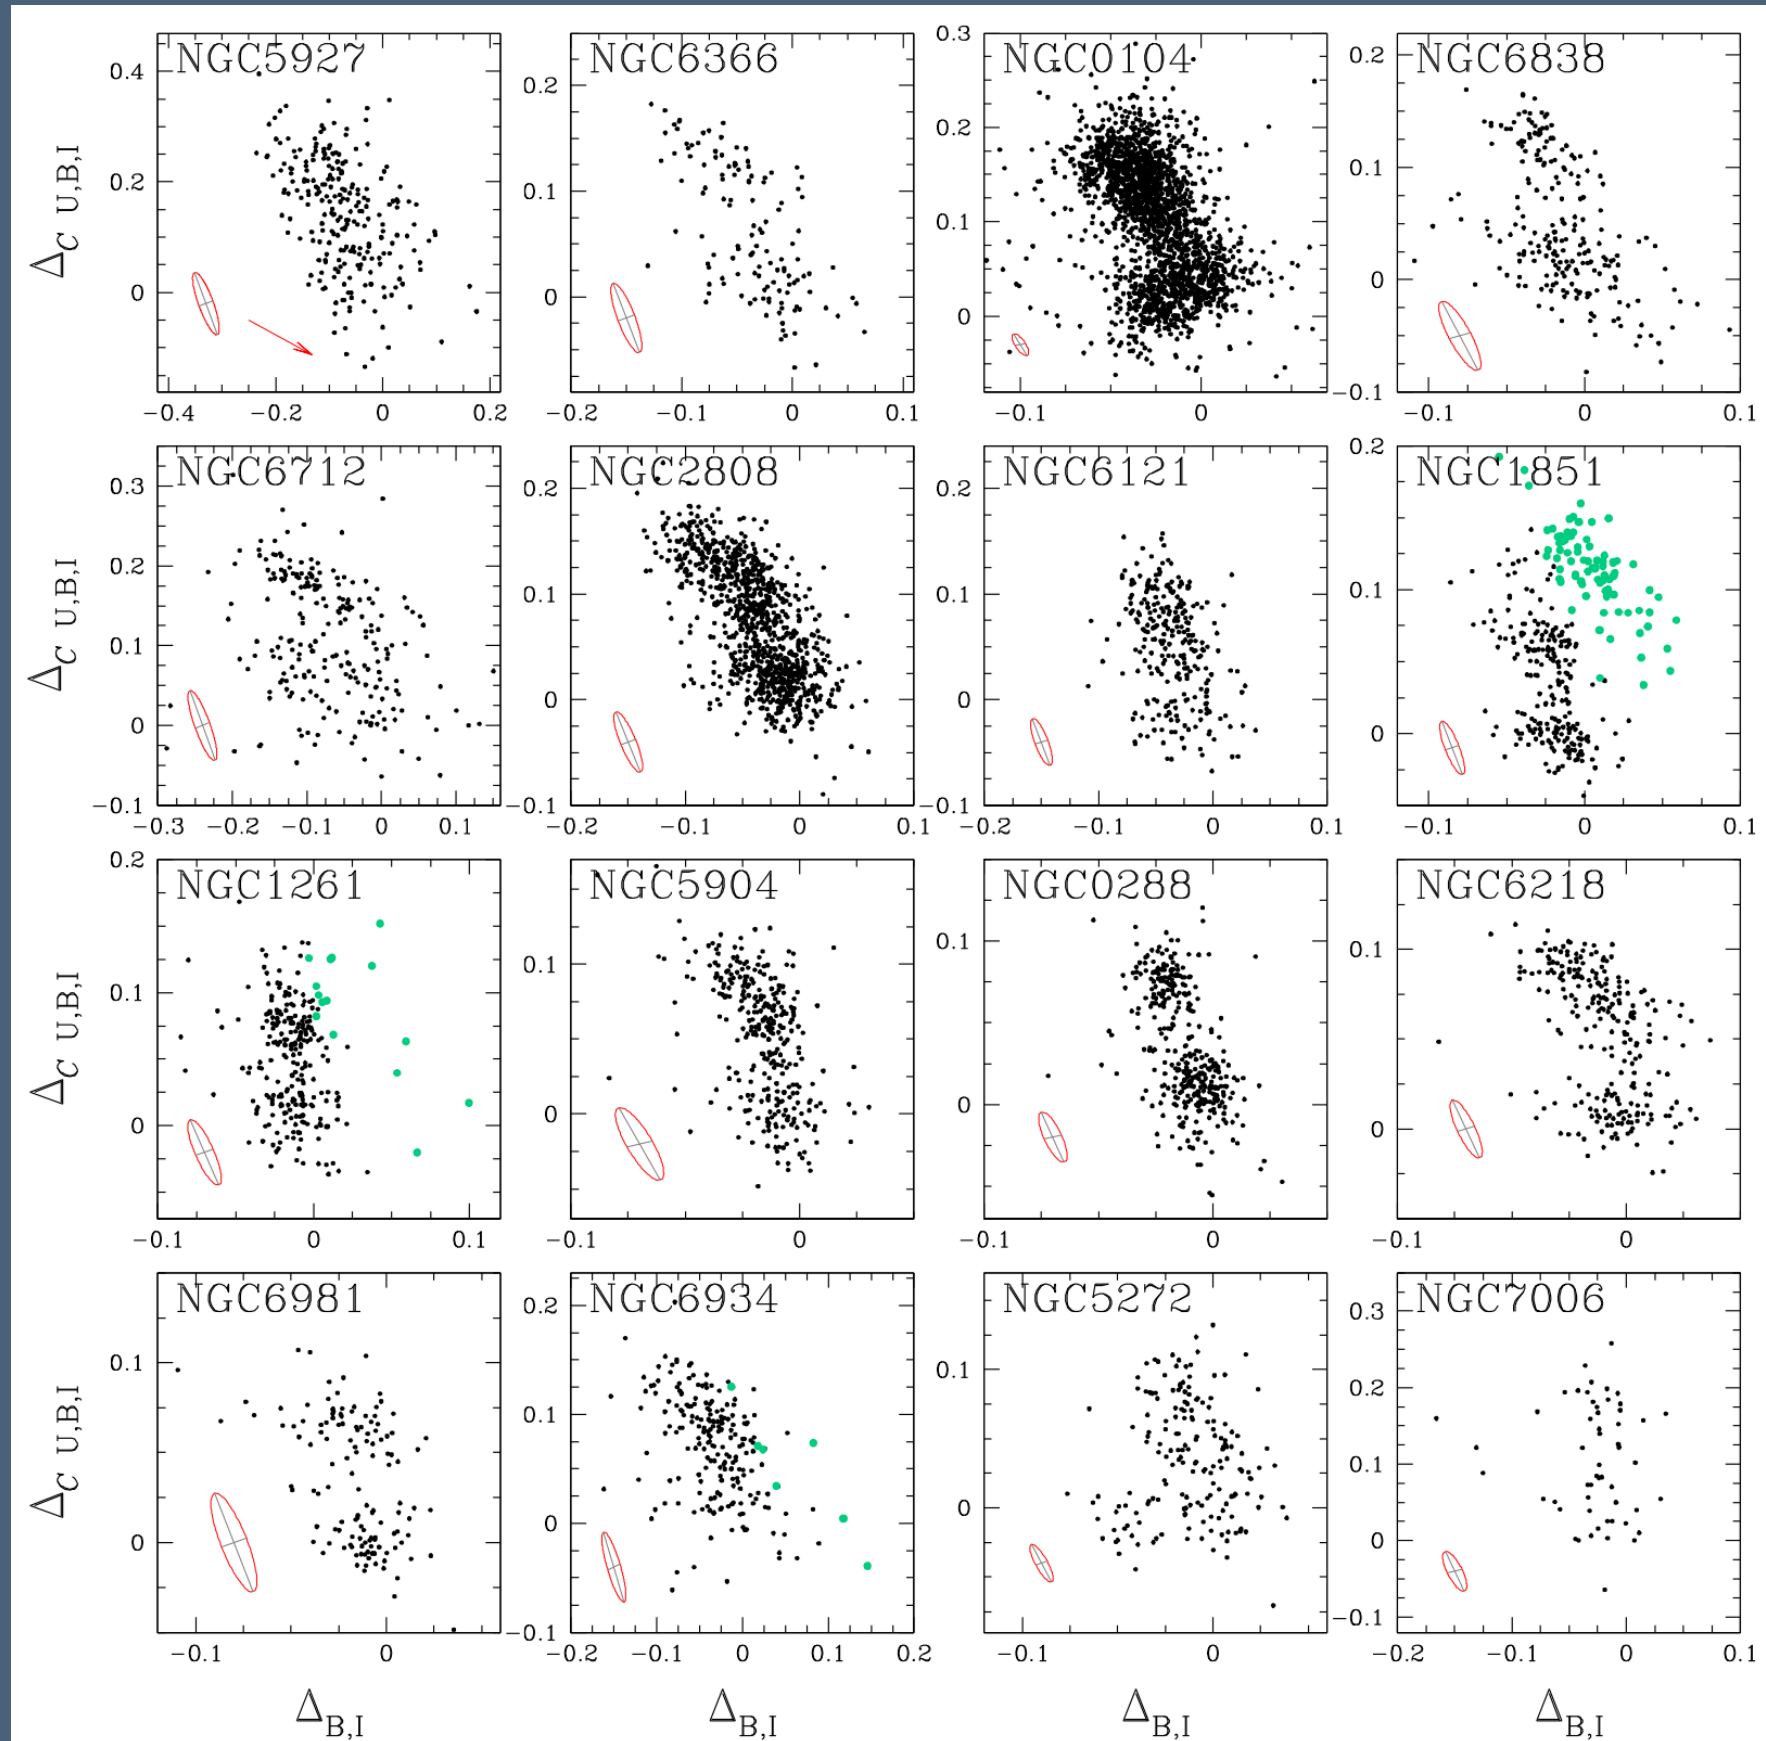 NGC5927 NGC6366 NGC0104 NGC6838
0.4 0.2 0 0.2 0.1 0 0.3 0.2 0.1 0 0.2 0.1 0 −0.1
Δ_C U,B,I
−0.4 −0.2 0 0.2 −0.2 −0.1 0 0.1 −0.1 0 −0.1 0 0.1
NGC6712 NGC2808 NGC6121 NGC1851
0.3 0.2 0.1 0 −0.1 0.2 0.1 0 −0.1 0.2 0.1 0 −0.1 0.2 0.1 0
Δ_C U,B,I
−0.3 −0.2 −0.1 0 0.1 −0.2 −0.1 0 0.1 −0.2 −0.1 0 0.1 −0.1 0 0.1
NGC1261 NGC5904 NGC0288 NGC6218
0.2 0.1 0 0.1 0 0.1 0 0.1 0
Δ_C U,B,I
−0.1 0 0.1 −0.1 0 −0.1 0 −0.1 0
NGC6981 NGC6934 NGC5272 NGC7006
0.1 0 0.2 0.1 0 −0.1 0.1 0 0.3 0.2 0.1 0 −0.1
Δ_C U,B,I
−0.1 0 −0.2 −0.1 0 0.1 0.2 −0.1 0 −0.2 −0.1 0 0.1
Δ_B,I Δ_B,I Δ_B,I Δ_B,I